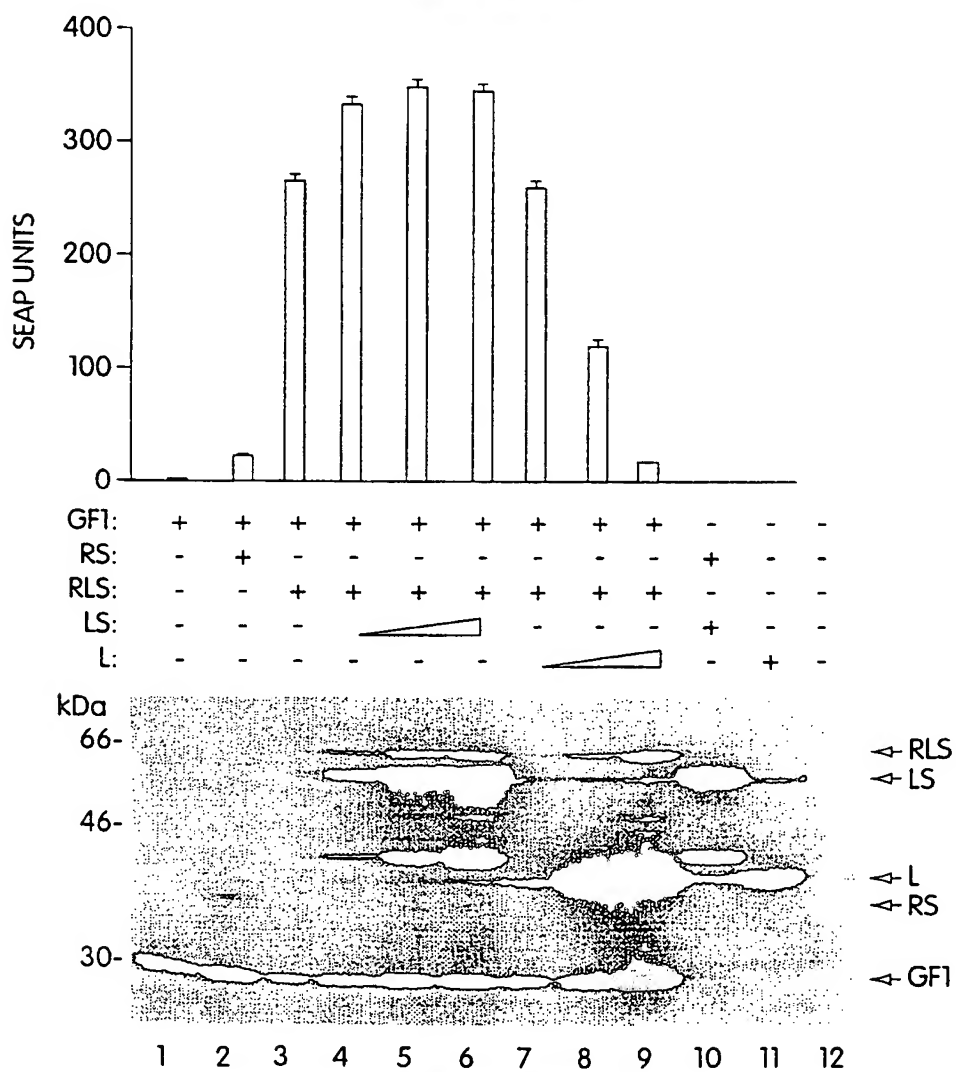 400
300
200
100
0
SEAP UNITS
GF1: + + + + + + + + + - - -
RS: - + - - - - - - - + - -
RLS: - - + + + + + + + - - -
LS: - - - - - - + - -
L: - - - - - - - + -
kDa
66-
46-
30-
RLS
LS
L
RS
GF1
1 2 3 4 5 6 7 8 9 10 11 12